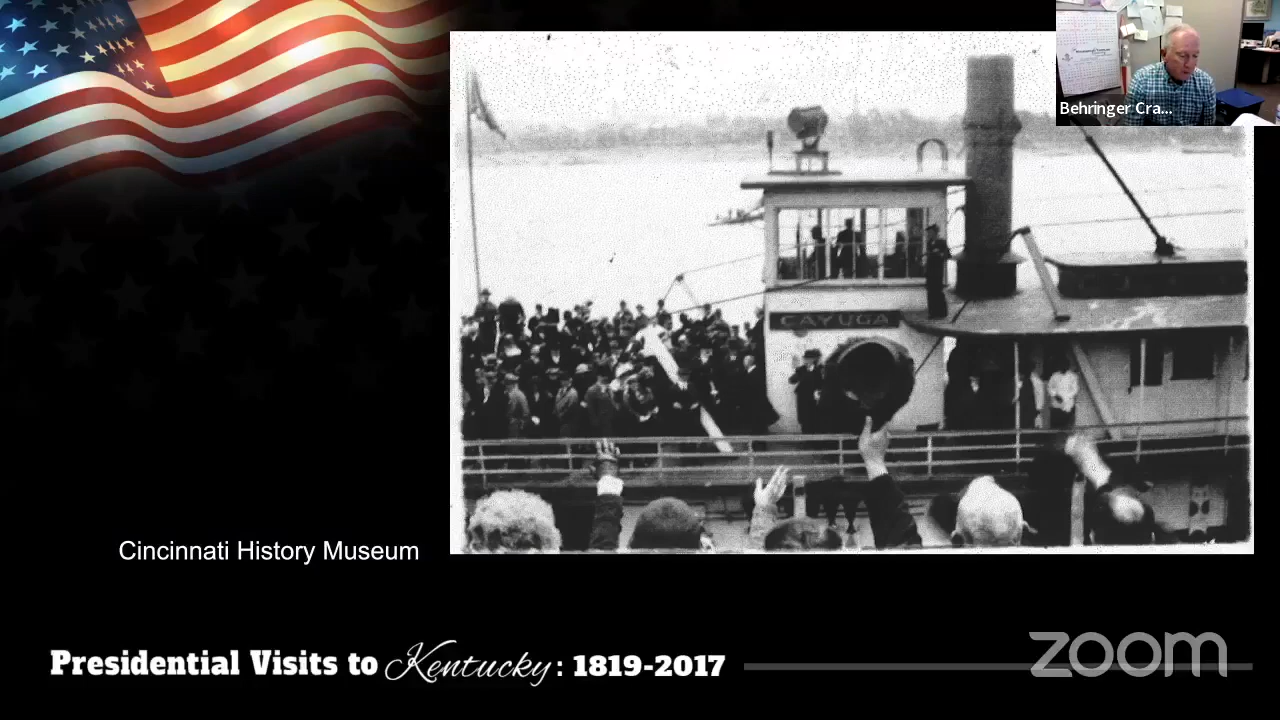 Behringer Cra...
CAYUGA
Cincinnati History Museum
Presidential Visits to Kentucky: 1819-2017
zoom